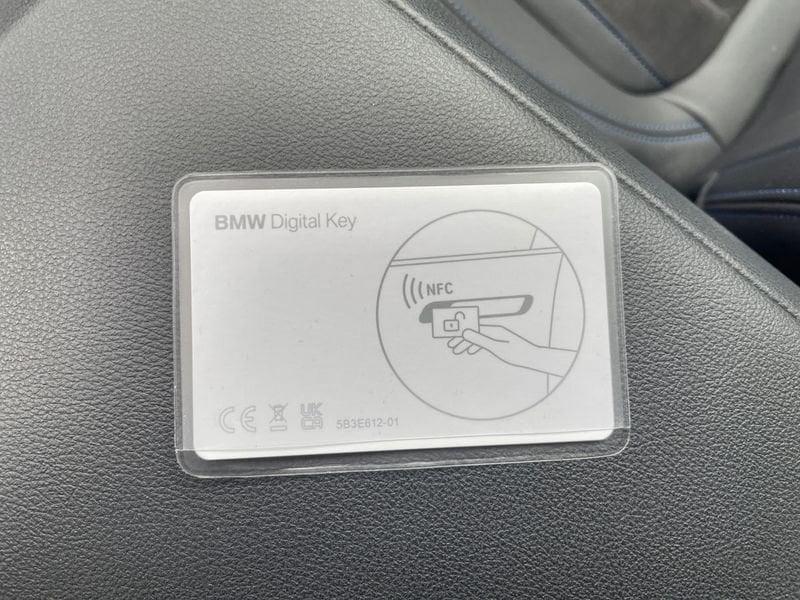 BMW Digital Key
NFC
CE UK CA 5B3E612-01